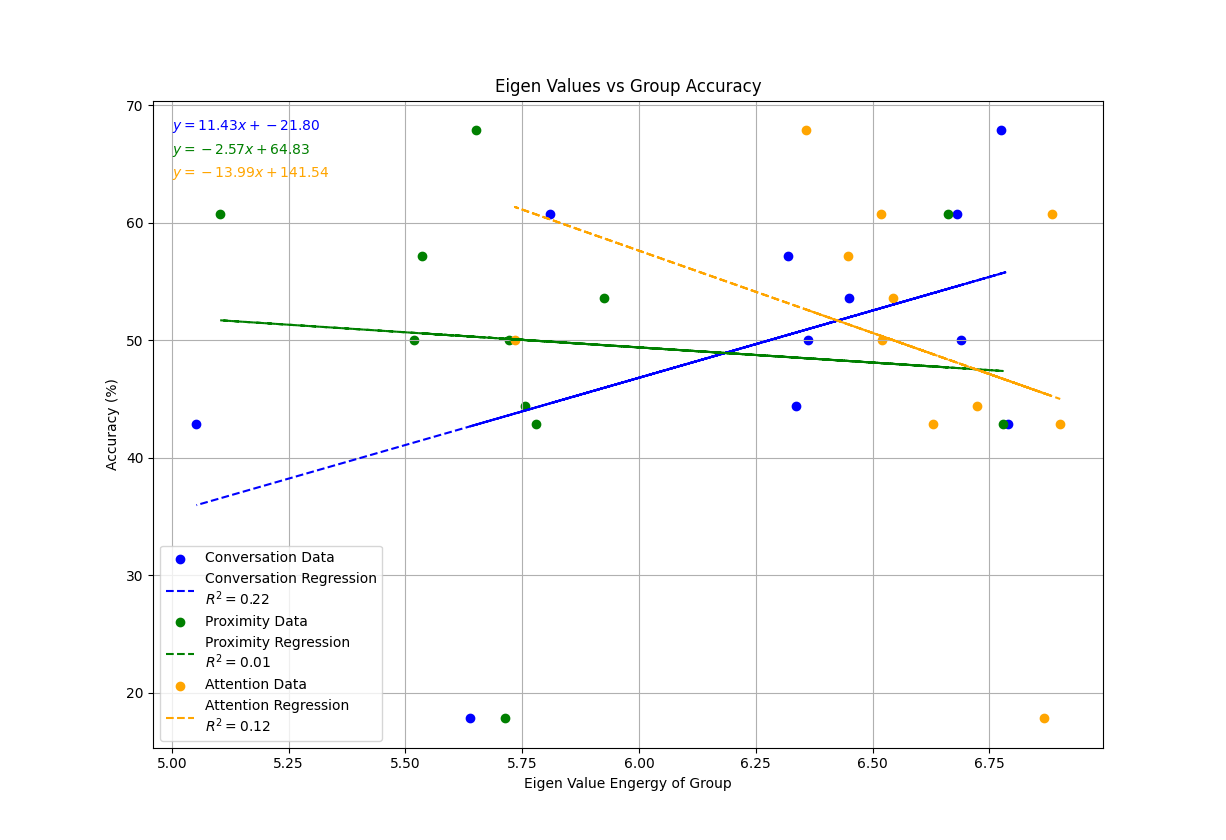 Eigen Values vs Group Accuracy
70
60
50
40
30
20
Accuracy (%)
y = 11.43x + −21.80
y = −2.57x + 64.83
y = −13.99x + 141.54
Conversation Data
Conversation Regression
R² = 0.22
Proximity Data
Proximity Regression
R² = 0.01
Attention Data
Attention Regression
R² = 0.12
5.00 5.25 5.50 5.75 6.00 6.25 6.50 6.75
Eigen Value Engergy of Group